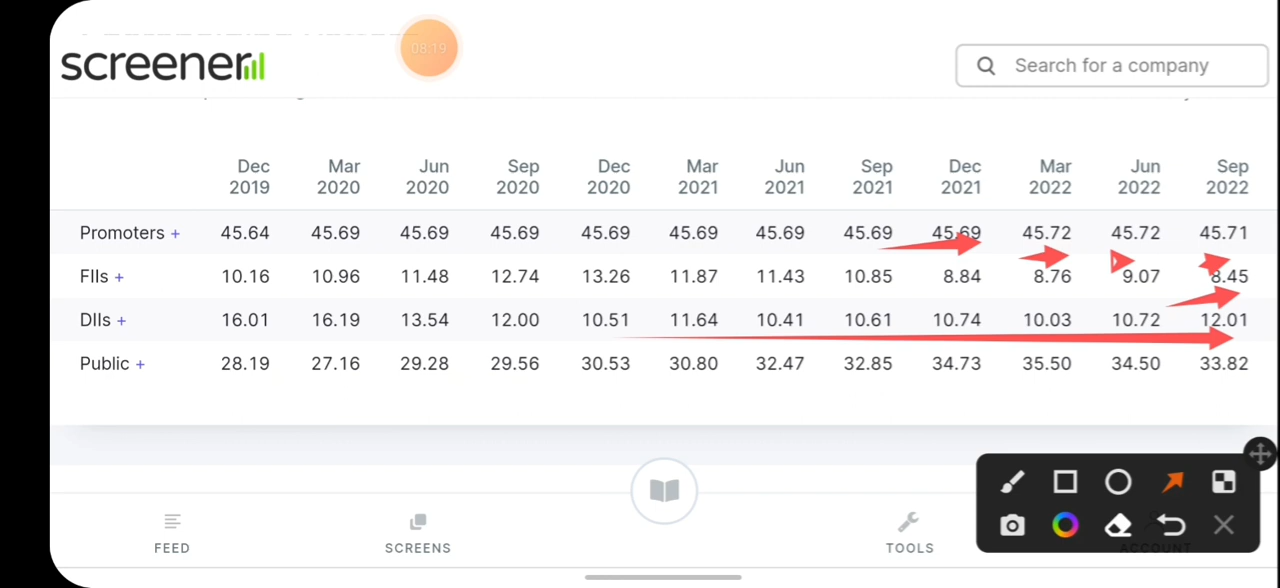 08:19
screener
Search for a company
Dec 2019 Mar 2020 Jun 2020 Sep 2020 Dec 2020 Mar 2021 Jun 2021 Sep 2021 Dec 2021 Mar 2022 Jun 2022 Sep 2022
Promoters + 45.64 45.69 45.69 45.69 45.69 45.69 45.69 45.69 45.69 45.72 45.72 45.71
FIIs + 10.16 10.96 11.48 12.74 13.26 11.87 11.43 10.85 8.84 8.76 9.07 8.45
DIIs + 16.01 16.19 13.54 12.00 10.51 11.64 10.41 10.61 10.74 10.03 10.72 12.01
Public + 28.19 27.16 29.28 29.56 30.53 30.80 32.47 32.85 34.73 35.50 34.50 33.82
FEED SCREENS TOOLS ACCOUNT